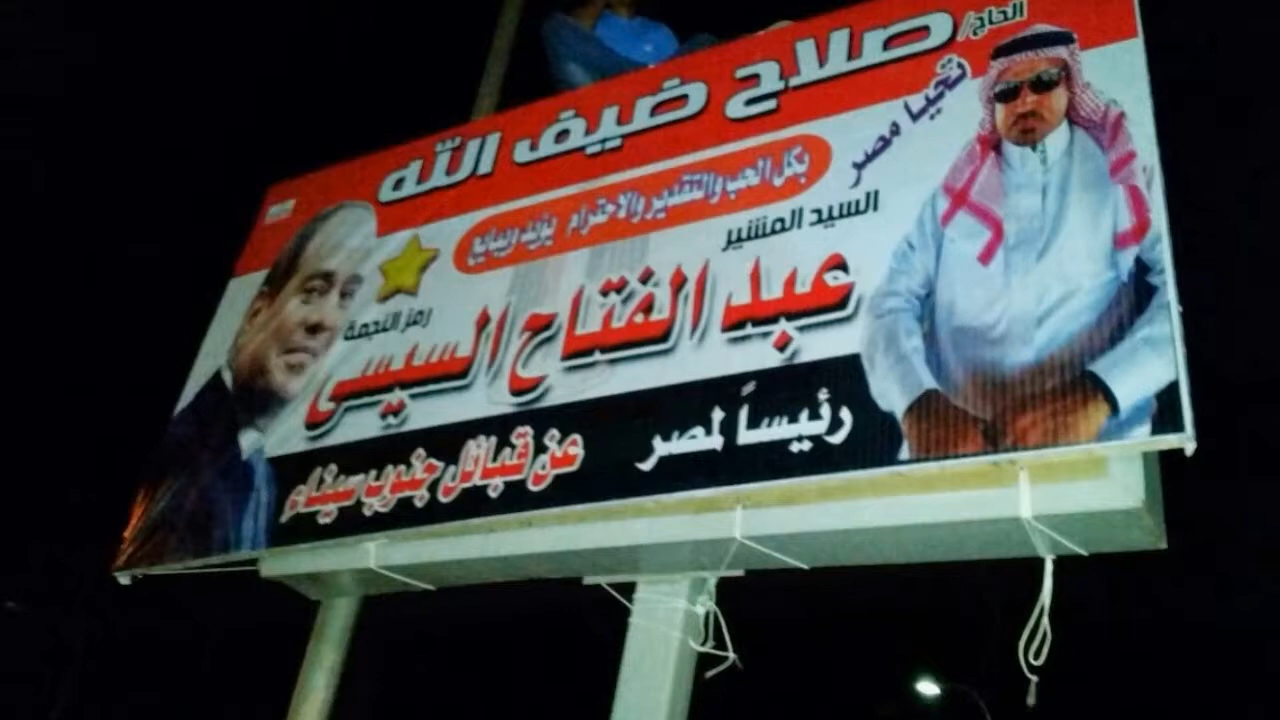 الحاج/
صلاح ضيف الله
تحيا مصر
بكل الحب والتقدير والاحترام يؤيد ويبايع
السيد المشير
عبد الفتاح السيسى
رمز النجمة
رئيساً لمصر
عن قبائل جنوب سيناء